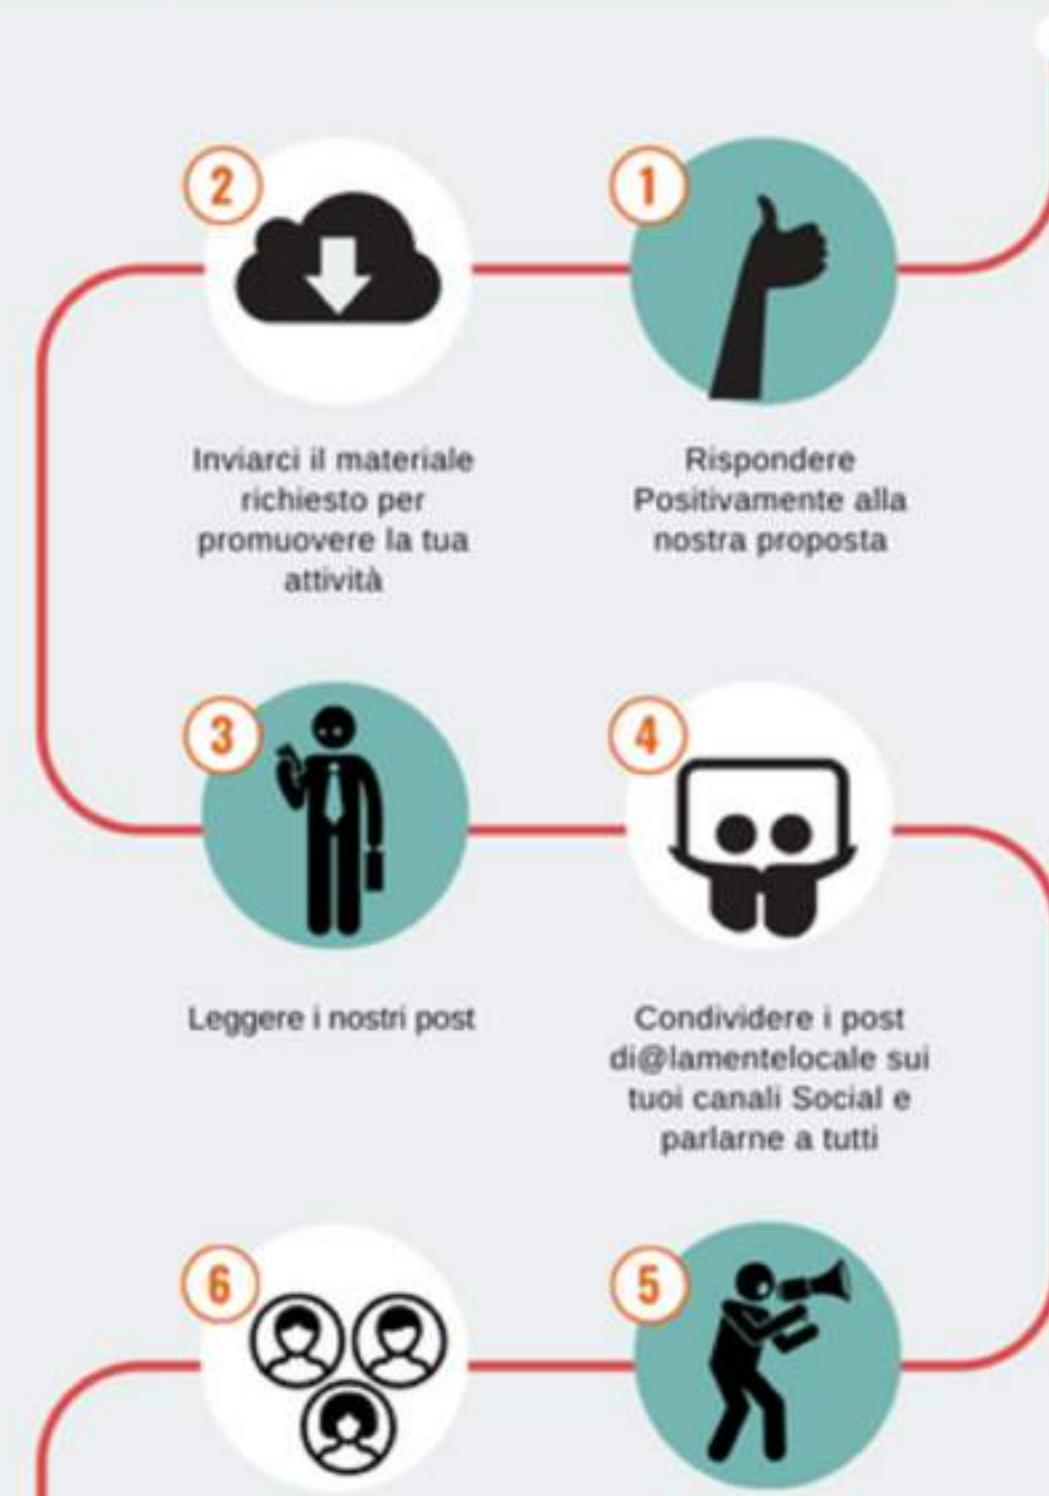 1
Rispondere
Positivamente alla
nostra proposta
2
Inviarci il materiale
richiesto per
promuovere la tua
attività
3
Leggere i nostri post
4
Condividere i post
di@lamentelocale sui
tuoi canali Social e
parlarne a tutti
5
6